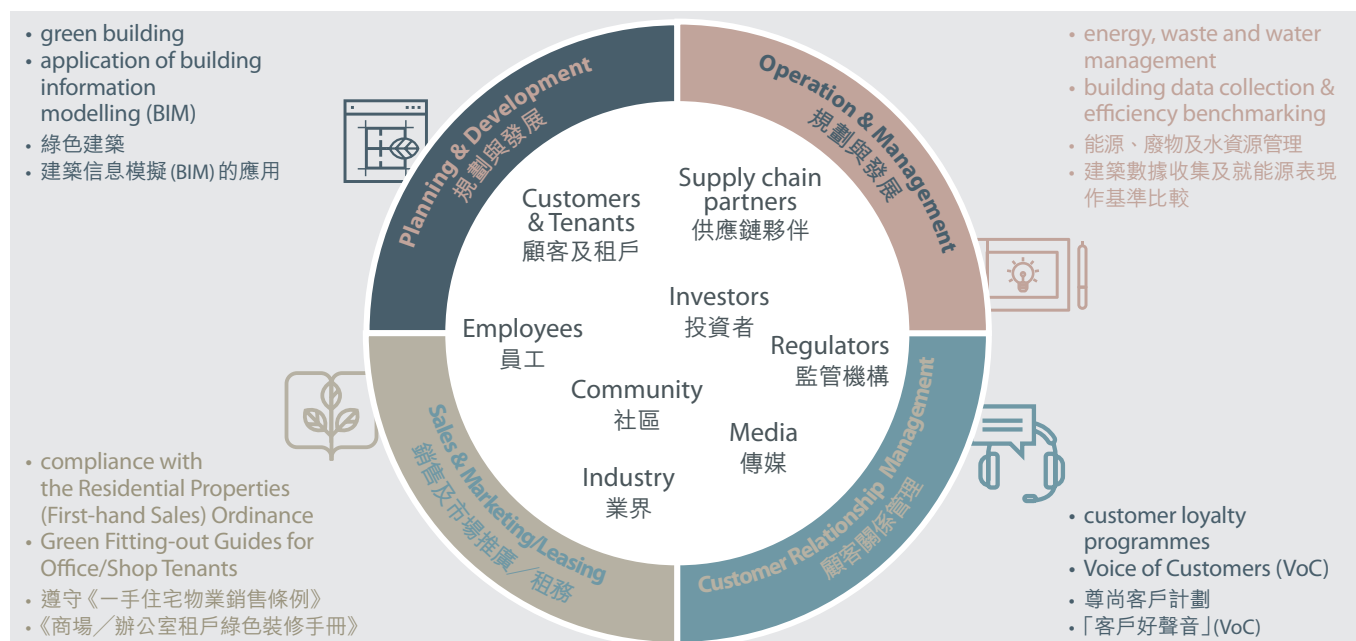 • green building
• application of building
information
modelling (BIM)
• 綠色建築
• 建築信息模擬 (BIM) 的應用
Planning & Development
規劃與發展
Operation & Management
規劃與發展
• energy, waste and water
management
• building data collection &
efficiency benchmarking
• 能源、廢物及水資源管理
• 建築數據收集及就能源表現
作基準比較
Customers
& Tenants
顧客及租戶
Supply chain
partners
供應鏈夥伴
Investors
投資者
Employees
員工
Regulators
監管機構
Community
社區
Media
傳媒
Industry
業界
Sales & Marketing/Leasing
銷售及市場推廣／租務
Customer Relationship Management
顧客關係管理
• compliance with
the Residential Properties
(First-hand Sales) Ordinance
• Green Fitting-out Guides for
Office/Shop Tenants
• 遵守《一手住宅物業銷售條例》
•《商場／辦公室租戶綠色裝修手冊》
• customer loyalty
programmes
• Voice of Customers (VoC)
• 尊尚客戶計劃
•「客戶好聲音」(VoC)